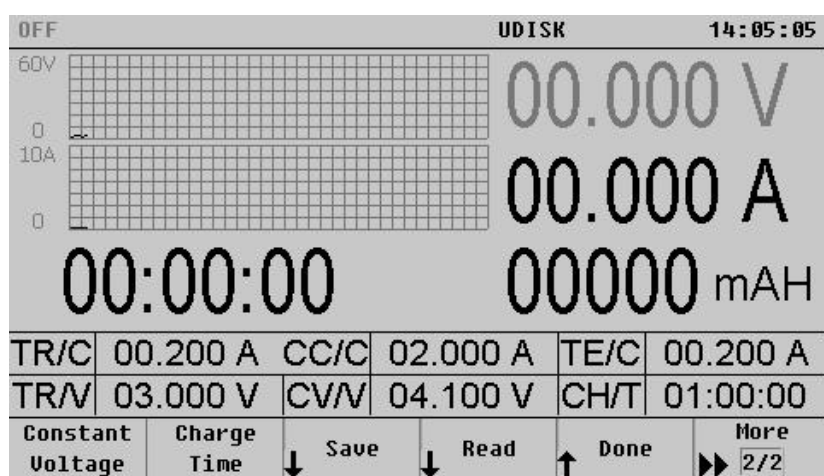 OFF UDISK 14:05:05
60V
00.000 V
0
10A
00.000 A
0
00:00:00 00000 mAH
TR/C 00.200 A CC/C 02.000 A TE/C 00.200 A
TR/V 03.000 V CV/V 04.100 V CH/T 01:00:00
Constant Voltage
Charge Time
Save
Read
Done
More 2/2